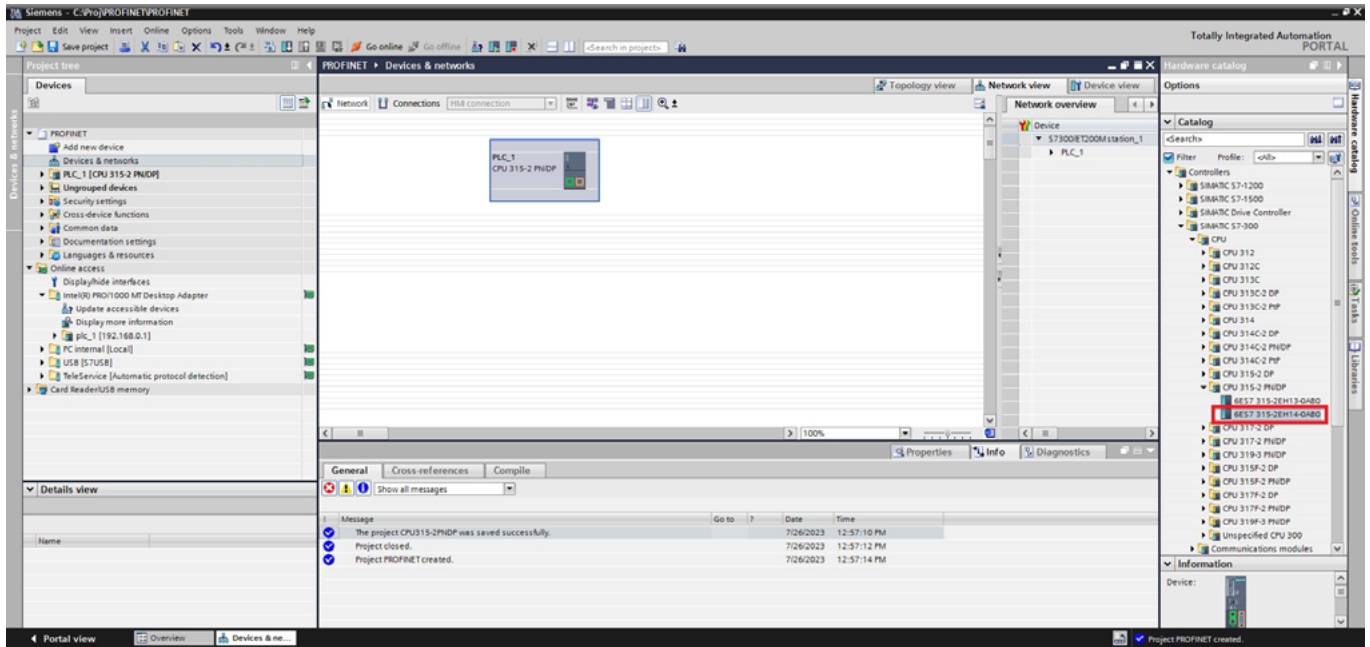 Siemens - C:\Proj\PROFINET\PROFINET
Project Edit View Insert Online Options Tools Window Help
Totally Integrated Automation
PORTAL
Save project
Go online
Go offline
<Search in project>
Project tree
Devices
Devices & networks
PROFINET
Add new device
Devices & networks
PLC_1 [CPU 315-2 PN/DP]
Ungrouped devices
Security settings
Cross-device functions
Common data
Documentation settings
Languages & resources
Online access
Display/hide interfaces
Intel(R) PRO/1000 MT Desktop Adapter
Update accessible devices
Display more information
plc_1 [192.168.0.1]
PC internal [Local]
USB [S7USB]
TeleService [Automatic protocol detection]
Card Reader/USB memory
Details view
Name
PROFINET Devices & networks
Topology view
Network view
Device view
Network
Connections
HMI connection
Network overview
Device
S7300/ET200M station_1
PLC_1
PLC_1
CPU 315-2 PN/DP
100%
Properties
Info
Diagnostics
General
Cross-references
Compile
Show all messages
! Message Go to ? Date Time
The project CPU315-2PNDP was saved successfully. 7/26/2023 12:57:10 PM
Project closed. 7/26/2023 12:57:12 PM
Project PROFINET created. 7/26/2023 12:57:14 PM
Hardware catalog
Options
Catalog
<Search>
Filter Profile: <All>
Controllers
SIMATIC S7-1200
SIMATIC S7-1500
SIMATIC Drive Controller
SIMATIC S7-300
CPU
CPU 312
CPU 312C
CPU 313C
CPU 313C-2 DP
CPU 313C-2 PtP
CPU 314
CPU 314C-2 DP
CPU 314C-2 PN/DP
CPU 314C-2 PtP
CPU 315-2 DP
CPU 315-2 PN/DP
6ES7 315-2EH13-0AB0
6ES7 315-2EH14-0AB0
CPU 317-2 DP
CPU 317-2 PN/DP
CPU 319-3 PN/DP
CPU 315F-2 DP
CPU 315F-2 PN/DP
CPU 317F-2 DP
CPU 317F-2 PN/DP
CPU 319F-3 PN/DP
Unspecified CPU 300
Communications modules
Information
Device:
Hardware catalog
Online tools
Tasks
Libraries
Portal view
Overview
Devices & ne...
Project PROFINET created.